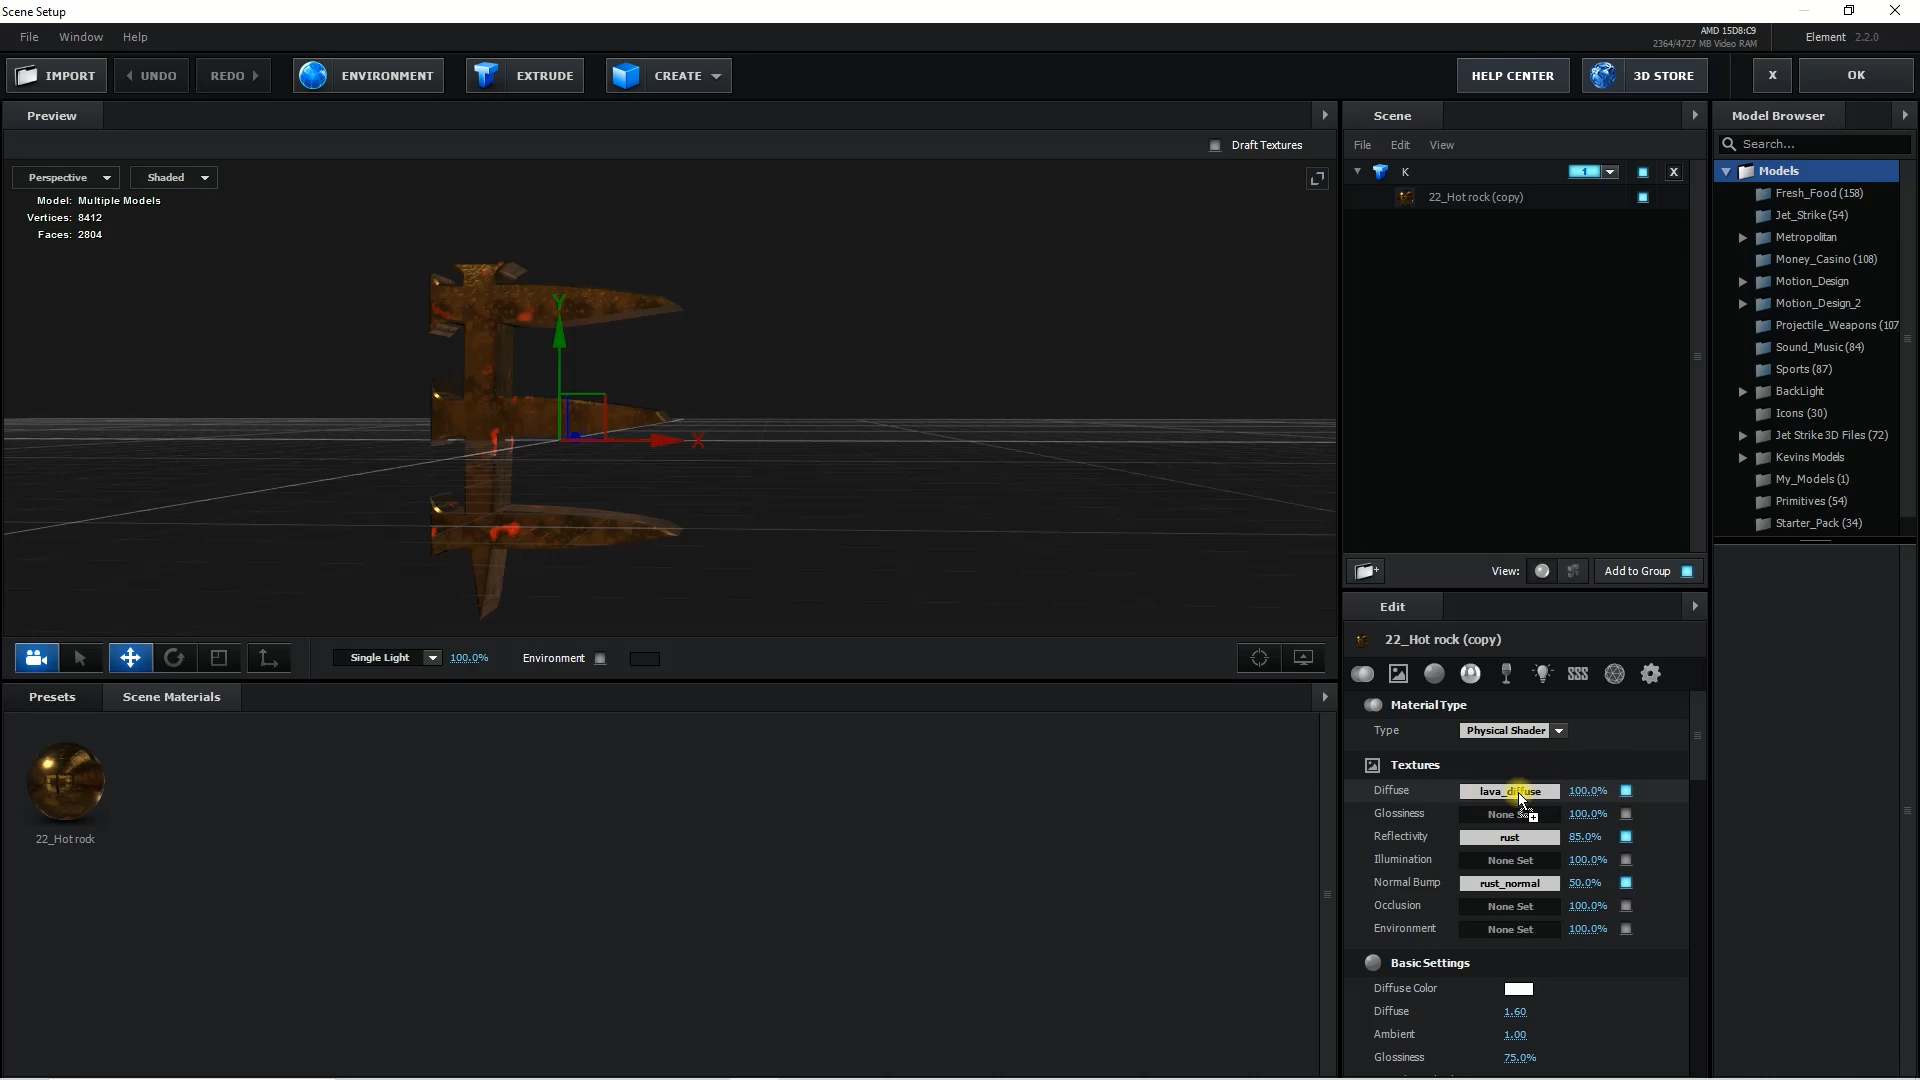 Scene Setup
File Window Help
AMD 15D8:C9
2364/4727 MB Video RAM
Element 2.2.0
IMPORT UNDO REDO ENVIRONMENT EXTRUDE CREATE HELP CENTER 3D STORE X OK
Preview
Draft Textures
Perspective Shaded
Model: Multiple Models
Vertices: 8412
Faces: 2804
Y
X
Single Light 100.0% Environment
Presets Scene Materials
22_Hot rock
Scene
File Edit View
K 1 X
22_Hot rock (copy)
View: Add to Group
Edit
22_Hot rock (copy)
Material Type
Type Physical Shader
Textures
Diffuse lava_diffuse 100.0%
Glossiness None 100.0%
Reflectivity rust 85.0%
Illumination None Set 100.0%
Normal Bump rust_normal 50.0%
Occlusion None Set 100.0%
Environment None Set 100.0%
Basic Settings
Diffuse Color
Diffuse 1.60
Ambient 1.00
Glossiness 75.0%
Model Browser
Search...
Models
Fresh_Food (158)
Jet_Strike (54)
Metropolitan
Money_Casino (108)
Motion_Design
Motion_Design_2
Projectile_Weapons (107
Sound_Music (84)
Sports (87)
BackLight
Icons (30)
Jet Strike 3D Files (72)
Kevins Models
My_Models (1)
Primitives (54)
Starter_Pack (34)